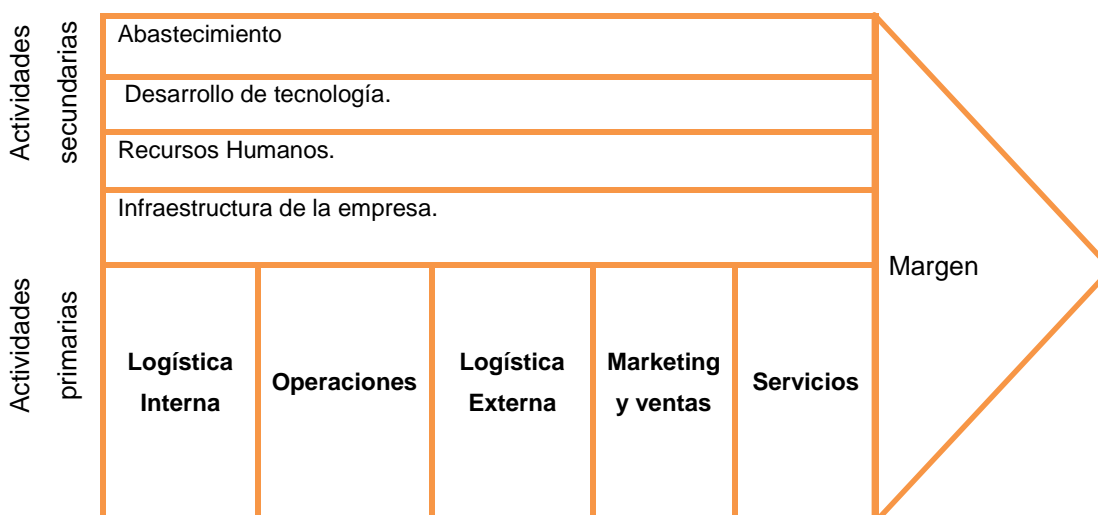 Actividades
secundarias
Abastecimiento
Desarrollo de tecnología.
Recursos Humanos.
Infraestructura de la empresa.
Margen
Actividades
primarias
Logística
Interna
Operaciones
Logística
Externa
Marketing
y ventas
Servicios